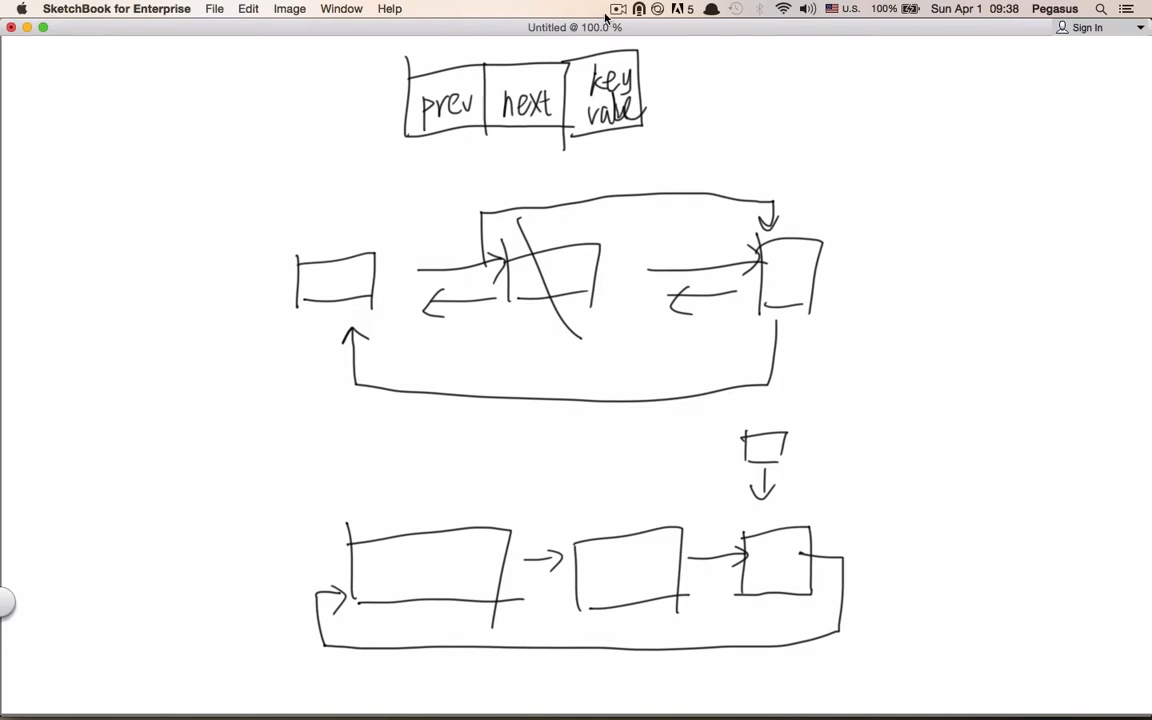 SketchBook for Enterprise File Edit Image Window Help 5 U.S. 100% Sun Apr 1 09:38 Pegasus
Untitled @ 100.0 % Sign In
prev next key
value